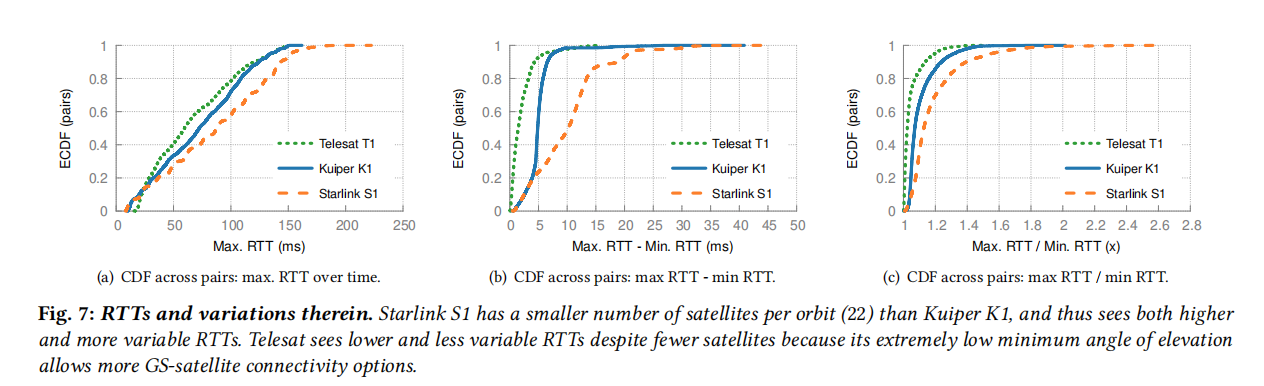 1
0.8
0.6
0.4
0.2
0
ECDF (pairs)
Telesat T1
Kuiper K1
Starlink S1
0 50 100 150 200 250
Max. RTT (ms)
(a) CDF across pairs: max. RTT over time.
1
0.8
0.6
0.4
0.2
0
ECDF (pairs)
Telesat T1
Kuiper K1
Starlink S1
0 5 10 15 20 25 30 35 40 45 50
Max. RTT - Min. RTT (ms)
(b) CDF across pairs: max RTT - min RTT.
1
0.8
0.6
0.4
0.2
0
ECDF (pairs)
Telesat T1
Kuiper K1
Starlink S1
1 1.2 1.4 1.6 1.8 2 2.2 2.4 2.6 2.8
Max. RTT / Min. RTT (x)
(c) CDF across pairs: max RTT / min RTT.
Fig. 7: RTTs and variations therein. Starlink S1 has a smaller number of satellites per orbit (22) than Kuiper K1, and thus sees both higher
and more variable RTTs. Telesat sees lower and less variable RTTs despite fewer satellites because its extremely low minimum angle of elevation
allows more GS-satellite connectivity options.